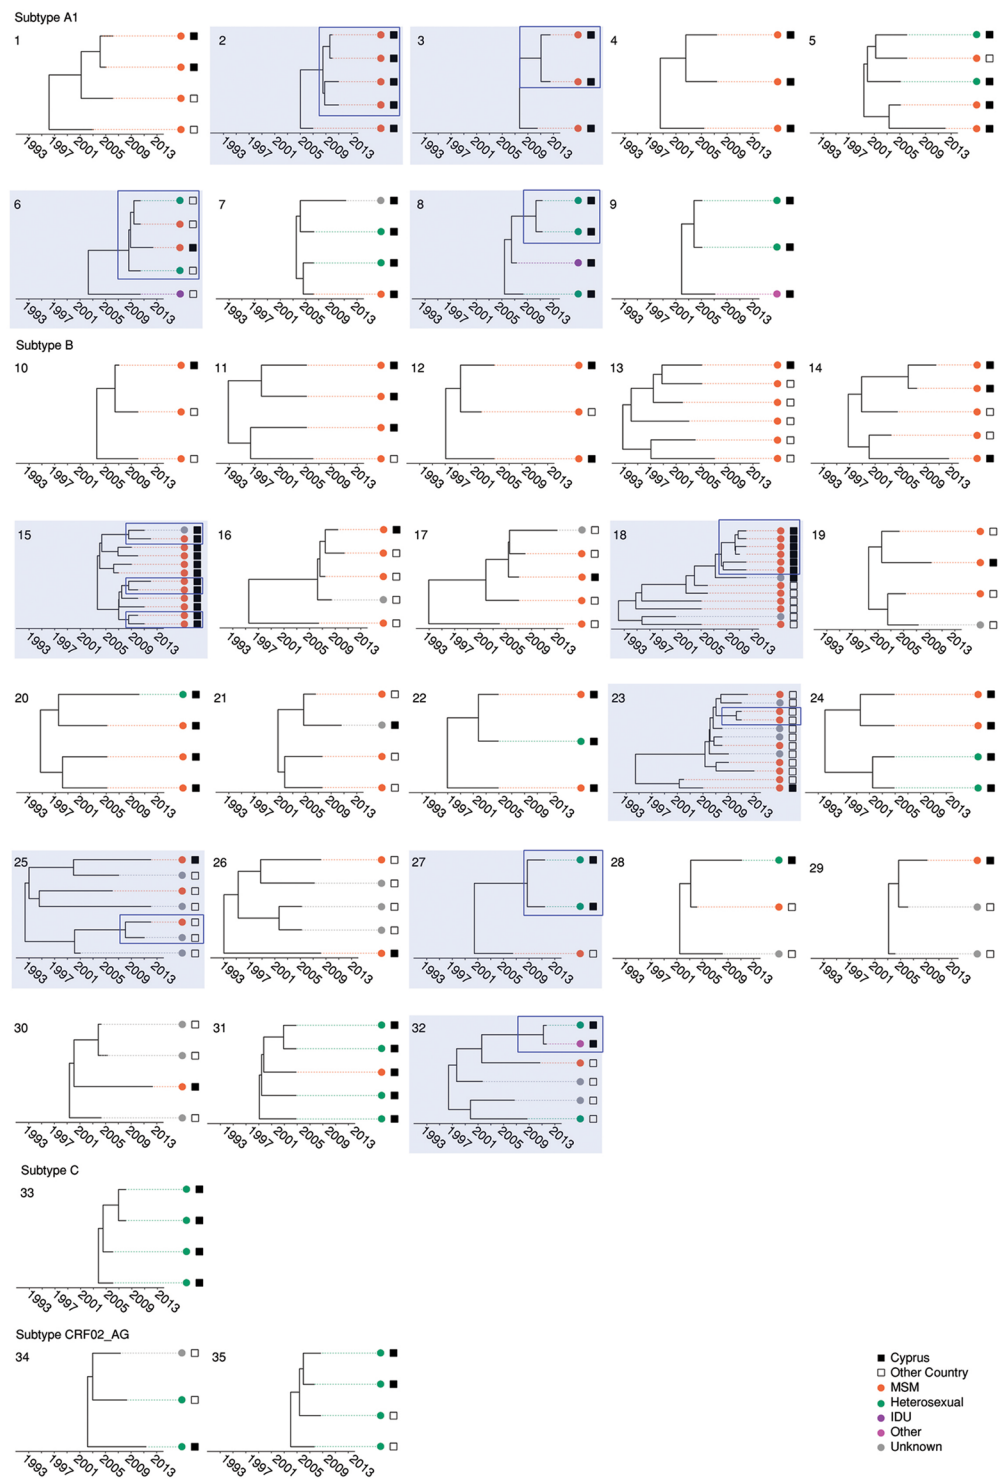 Subtype A1
1 2 3 4 5
1993 1997 2001 2005 2009 2013 1993 1997 2001 2005 2009 2013 1993 1997 2001 2005 2009 2013 1993 1997 2001 2005 2009 2013 1993 1997 2001 2005 2009 2013
6 7 8 9
1993 1997 2001 2005 2009 2013 1993 1997 2001 2005 2009 2013 1993 1997 2001 2005 2009 2013 1993 1997 2001 2005 2009 2013
Subtype B
10 11 12 13 14
1993 1997 2001 2005 2009 2013 1993 1997 2001 2005 2009 2013 1993 1997 2001 2005 2009 2013 1993 1997 2001 2005 2009 2013 1993 1997 2001 2005 2009 2013
15 16 17 18 19
1993 1997 2001 2005 2009 2013 1993 1997 2001 2005 2009 2013 1993 1997 2001 2005 2009 2013 1993 1997 2001 2005 2009 2013 1993 1997 2001 2005 2009 2013
20 21 22 23 24
1993 1997 2001 2005 2009 2013 1993 1997 2001 2005 2009 2013 1993 1997 2001 2005 2009 2013 1993 1997 2001 2005 2009 2013 1993 1997 2001 2005 2009 2013
25 26 27 28 29
1993 1997 2001 2005 2009 2013 1993 1997 2001 2005 2009 2013 1993 1997 2001 2005 2009 2013 1993 1997 2001 2005 2009 2013 1993 1997 2001 2005 2009 2013
30 31 32
1993 1997 2001 2005 2009 2013 1993 1997 2001 2005 2009 2013 1993 1997 2001 2005 2009 2013
Subtype C
33
1993 1997 2001 2005 2009 2013
Subtype CRF02_AG
34 35
1993 1997 2001 2005 2009 2013 1993 1997 2001 2005 2009 2013
Cyprus
Other Country
MSM
Heterosexual
IDU
Other
Unknown